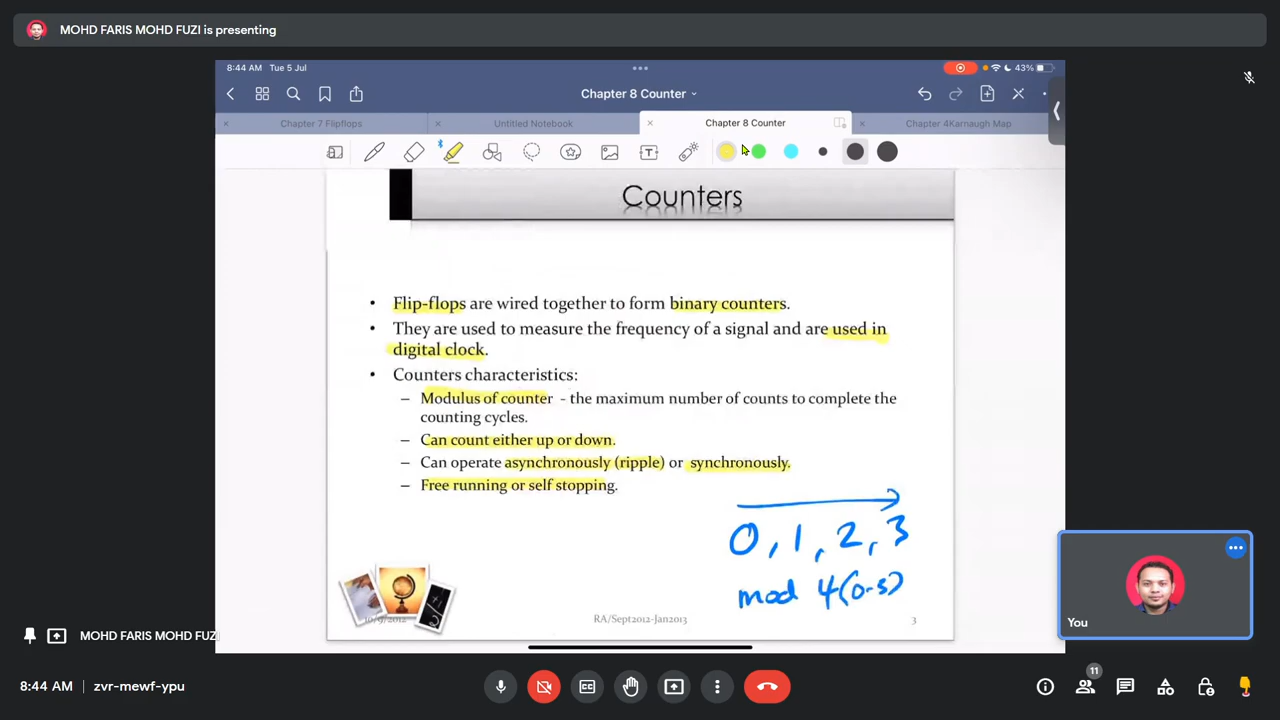 MOHD FARIS MOHD FUZI is presenting
8:44 AM Tue 5 Jul
43%
Chapter 8 Counter
Chapter 7 Flipflops
Untitled Notebook
Chapter 8 Counter
Chapter 4Karnaugh Map
Counters
• Flip-flops are wired together to form binary counters.
• They are used to measure the frequency of a signal and are used in
digital clock.
• Counters characteristics:
– Modulus of counter - the maximum number of counts to complete the
counting cycles.
– Can count either up or down.
– Can operate asynchronously (ripple) or synchronously.
– Free running or self stopping.
0, 1, 2, 3
mod 4(0-3)
RA/Sept2012-Jan2013
3
You
MOHD FARIS MOHD FUZI
11
8:44 AM | zvr-mewf-ypu